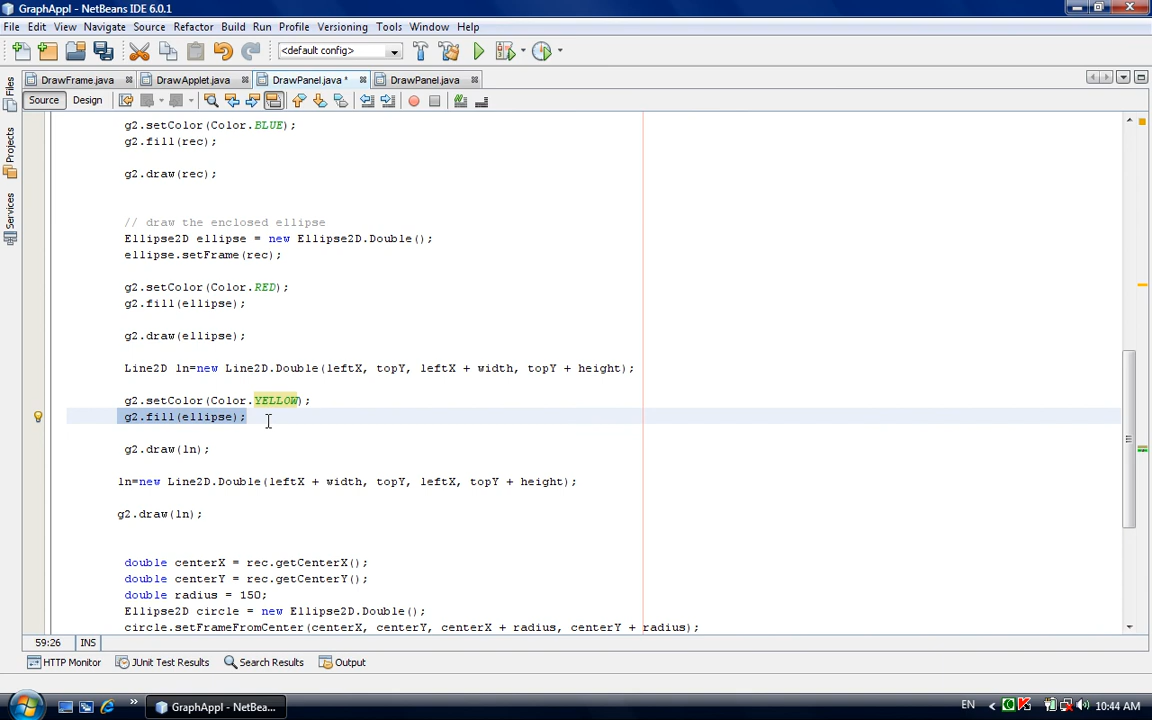 GraphAppl - NetBeans IDE 6.0.1
File Edit View Navigate Source Refactor Build Run Profile Versioning Tools Window Help
<default config>
DrawFrame.java DrawApplet.java DrawPanel.java * DrawPanel.java
Source Design
Files
Projects
Services
g2.setColor(Color.BLUE);
g2.fill(rec);
g2.draw(rec);
// draw the enclosed ellipse
Ellipse2D ellipse = new Ellipse2D.Double();
ellipse.setFrame(rec);
g2.setColor(Color.RED);
g2.fill(ellipse);
g2.draw(ellipse);
Line2D ln=new Line2D.Double(leftX, topY, leftX + width, topY + height);
g2.setColor(Color.YELLOW);
g2.fill(ellipse);
g2.draw(ln);
ln=new Line2D.Double(leftX + width, topY, leftX, topY + height);
g2.draw(ln);
double centerX = rec.getCenterX();
double centerY = rec.getCenterY();
double radius = 150;
Ellipse2D circle = new Ellipse2D.Double();
circle.setFrameFromCenter(centerX, centerY, centerX + radius, centerY + radius);
59:26 INS
HTTP Monitor JUnit Test Results Search Results Output
GraphAppl - NetBea... EN 10:44 AM